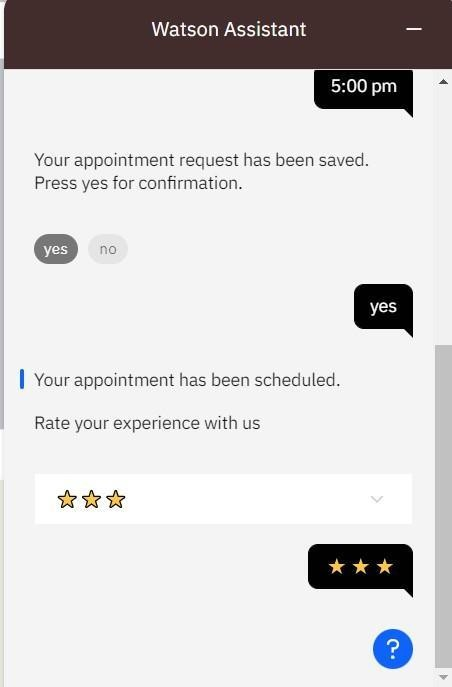 Watson Assistant
5:00 pm
Your appointment request has been saved.
Press yes for confirmation.
yes no
yes
Your appointment has been scheduled.
Rate your experience with us
⭐⭐⭐
⭐⭐⭐
?